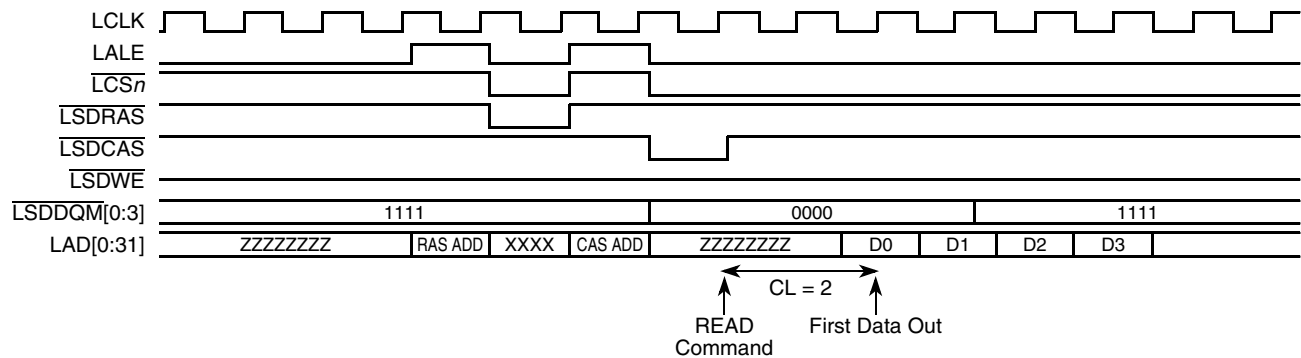 LCLK
LALE
LCSn
LSDRAS
LSDCAS
LSDWE
LSDDQM[0:3] 1111 0000 1111
LAD[0:31] ZZZZZZZZ RAS ADD XXXX CAS ADD ZZZZZZZZ D0 D1 D2 D3
CL = 2
READ First Data Out
Command